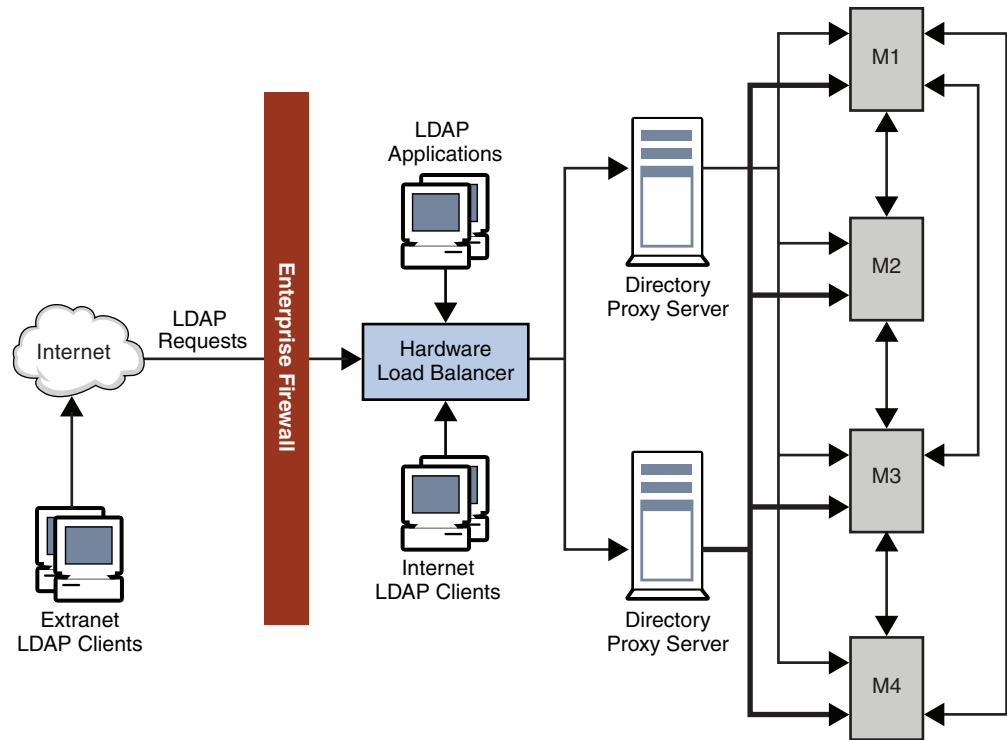 Internet
LDAP
Requests
Extranet
LDAP Clients
Enterprise Firewall
LDAP
Applications
Hardware
Load Balancer
Internet
LDAP Clients
Directory
Proxy Server
Directory
Proxy Server
M1
M2
M3
M4